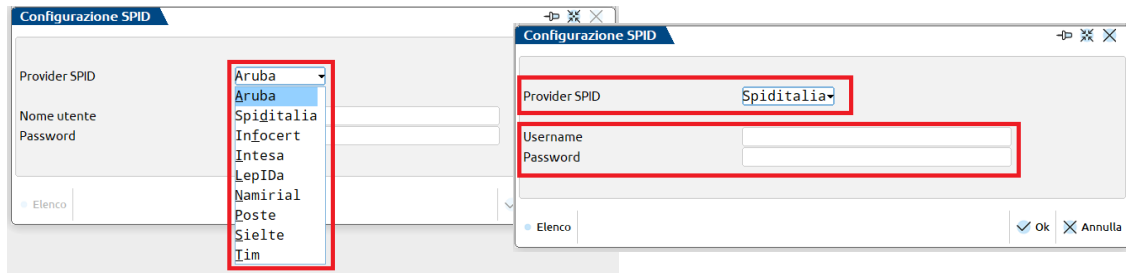 Configurazione SPID
Provider SPID
Aruba
Aruba
Spiditalia
Infocert
Intesa
LepIDa
Namirial
Poste
Sielte
Tim
Nome utente
Password
Elenco
Configurazione SPID
Provider SPID
Spiditalia
Username
Password
Elenco
Ok
Annulla